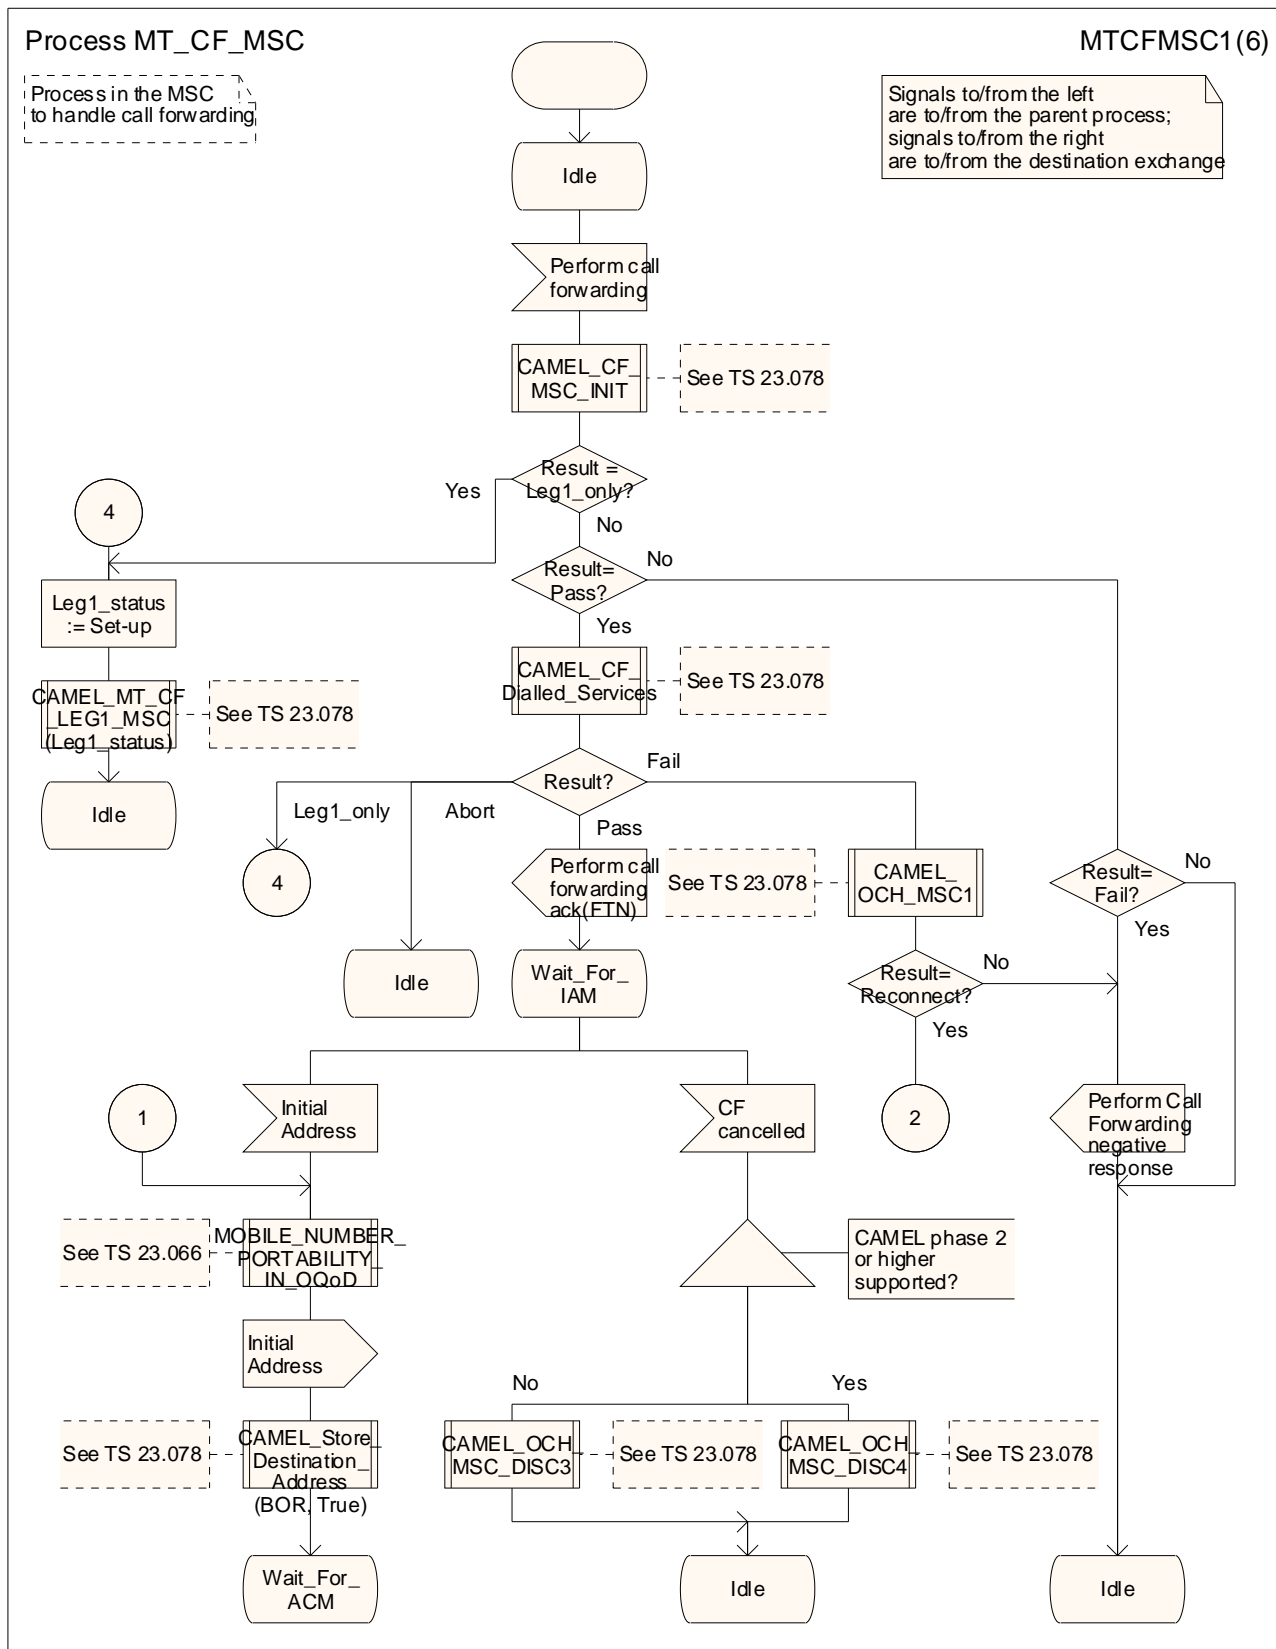 Process MT_CF_MSC
MTCFMSC1(6)
Process in the MSC
to handle call forwarding
Signals to/from the left
are to/from the parent process;
signals to/from the right
are to/from the destination exchange
Idle
Perform call
forwarding
CAMEL_CF_
MSC_INIT
See TS 23.078
Result =
Leg1_only?
Yes
No
4
Result=
Pass?
No
Yes
Leg1_status
:= Set-up
CAMEL_CF_
Dialled_Services
See TS 23.078
CAMEL_MT_CF
_LEG1_MSC
(Leg1_status)
See TS 23.078
Idle
Result?
Fail
Leg1_only
Abort
Pass
4
Perform call
forwarding
ack(FTN)
See TS 23.078
CAMEL_
OCH_MSC1
Result=
Fail?
No
Yes
Idle
Wait_For_
IAM
Result=
Reconnect?
No
Yes
1
Initial
Address
CF
cancelled
2
Perform Call
Forwarding
negative
response
See TS 23.066
MOBILE_NUMBER_
PORTABILITY_
IN_OQoD
CAMEL phase 2
or higher
supported?
Initial
Address
No
Yes
See TS 23.078
CAMEL_Store_
Destination_
Address
(BOR, True)
CAMEL_OCH_
MSC_DISC3
See TS 23.078
CAMEL_OCH_
MSC_DISC4
See TS 23.078
Wait_For_
ACM
Idle
Idle